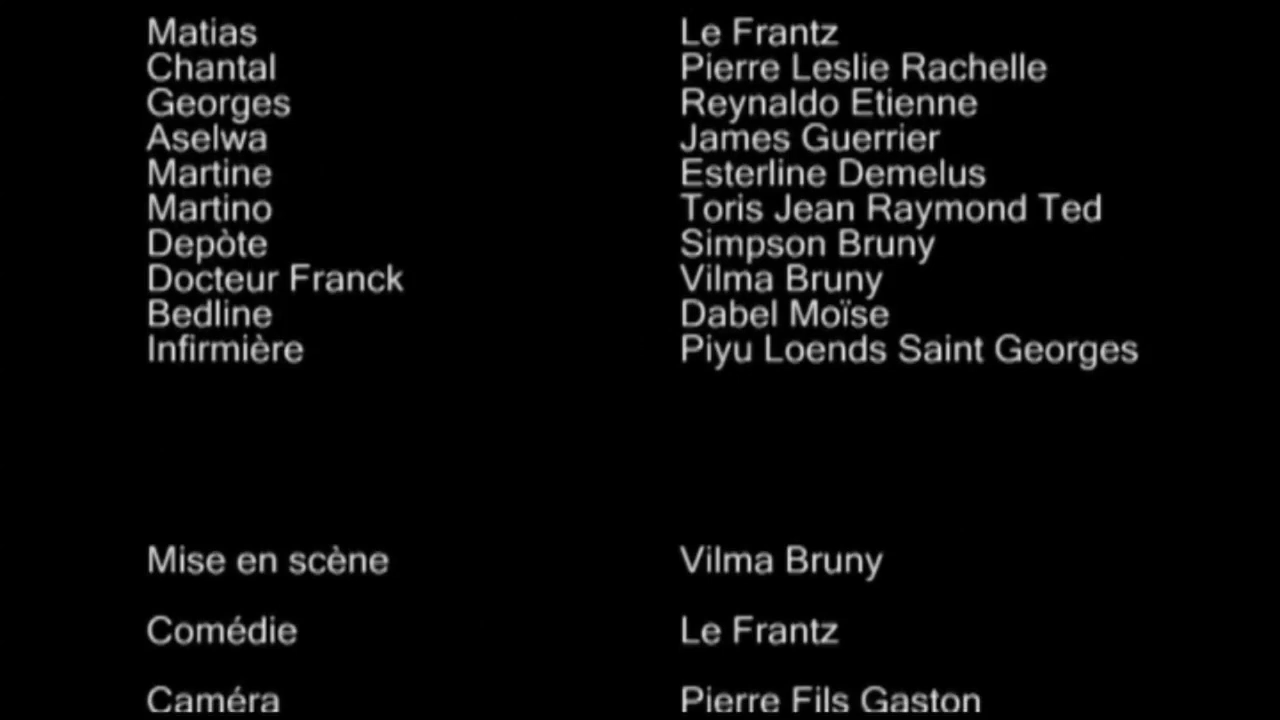 Matias Le Frantz
Chantal Pierre Leslie Rachelle
Georges Reynaldo Etienne
Aselwa James Guerrier
Martine Esterline Demelus
Martino Toris Jean Raymond Ted
Depòte Simpson Bruny
Docteur Franck Vilma Bruny
Bedline Dabel Moïse
Infirmière Piyu Loends Saint Georges
Mise en scène Vilma Bruny
Comédie Le Frantz
Caméra Pierre Fils Gaston